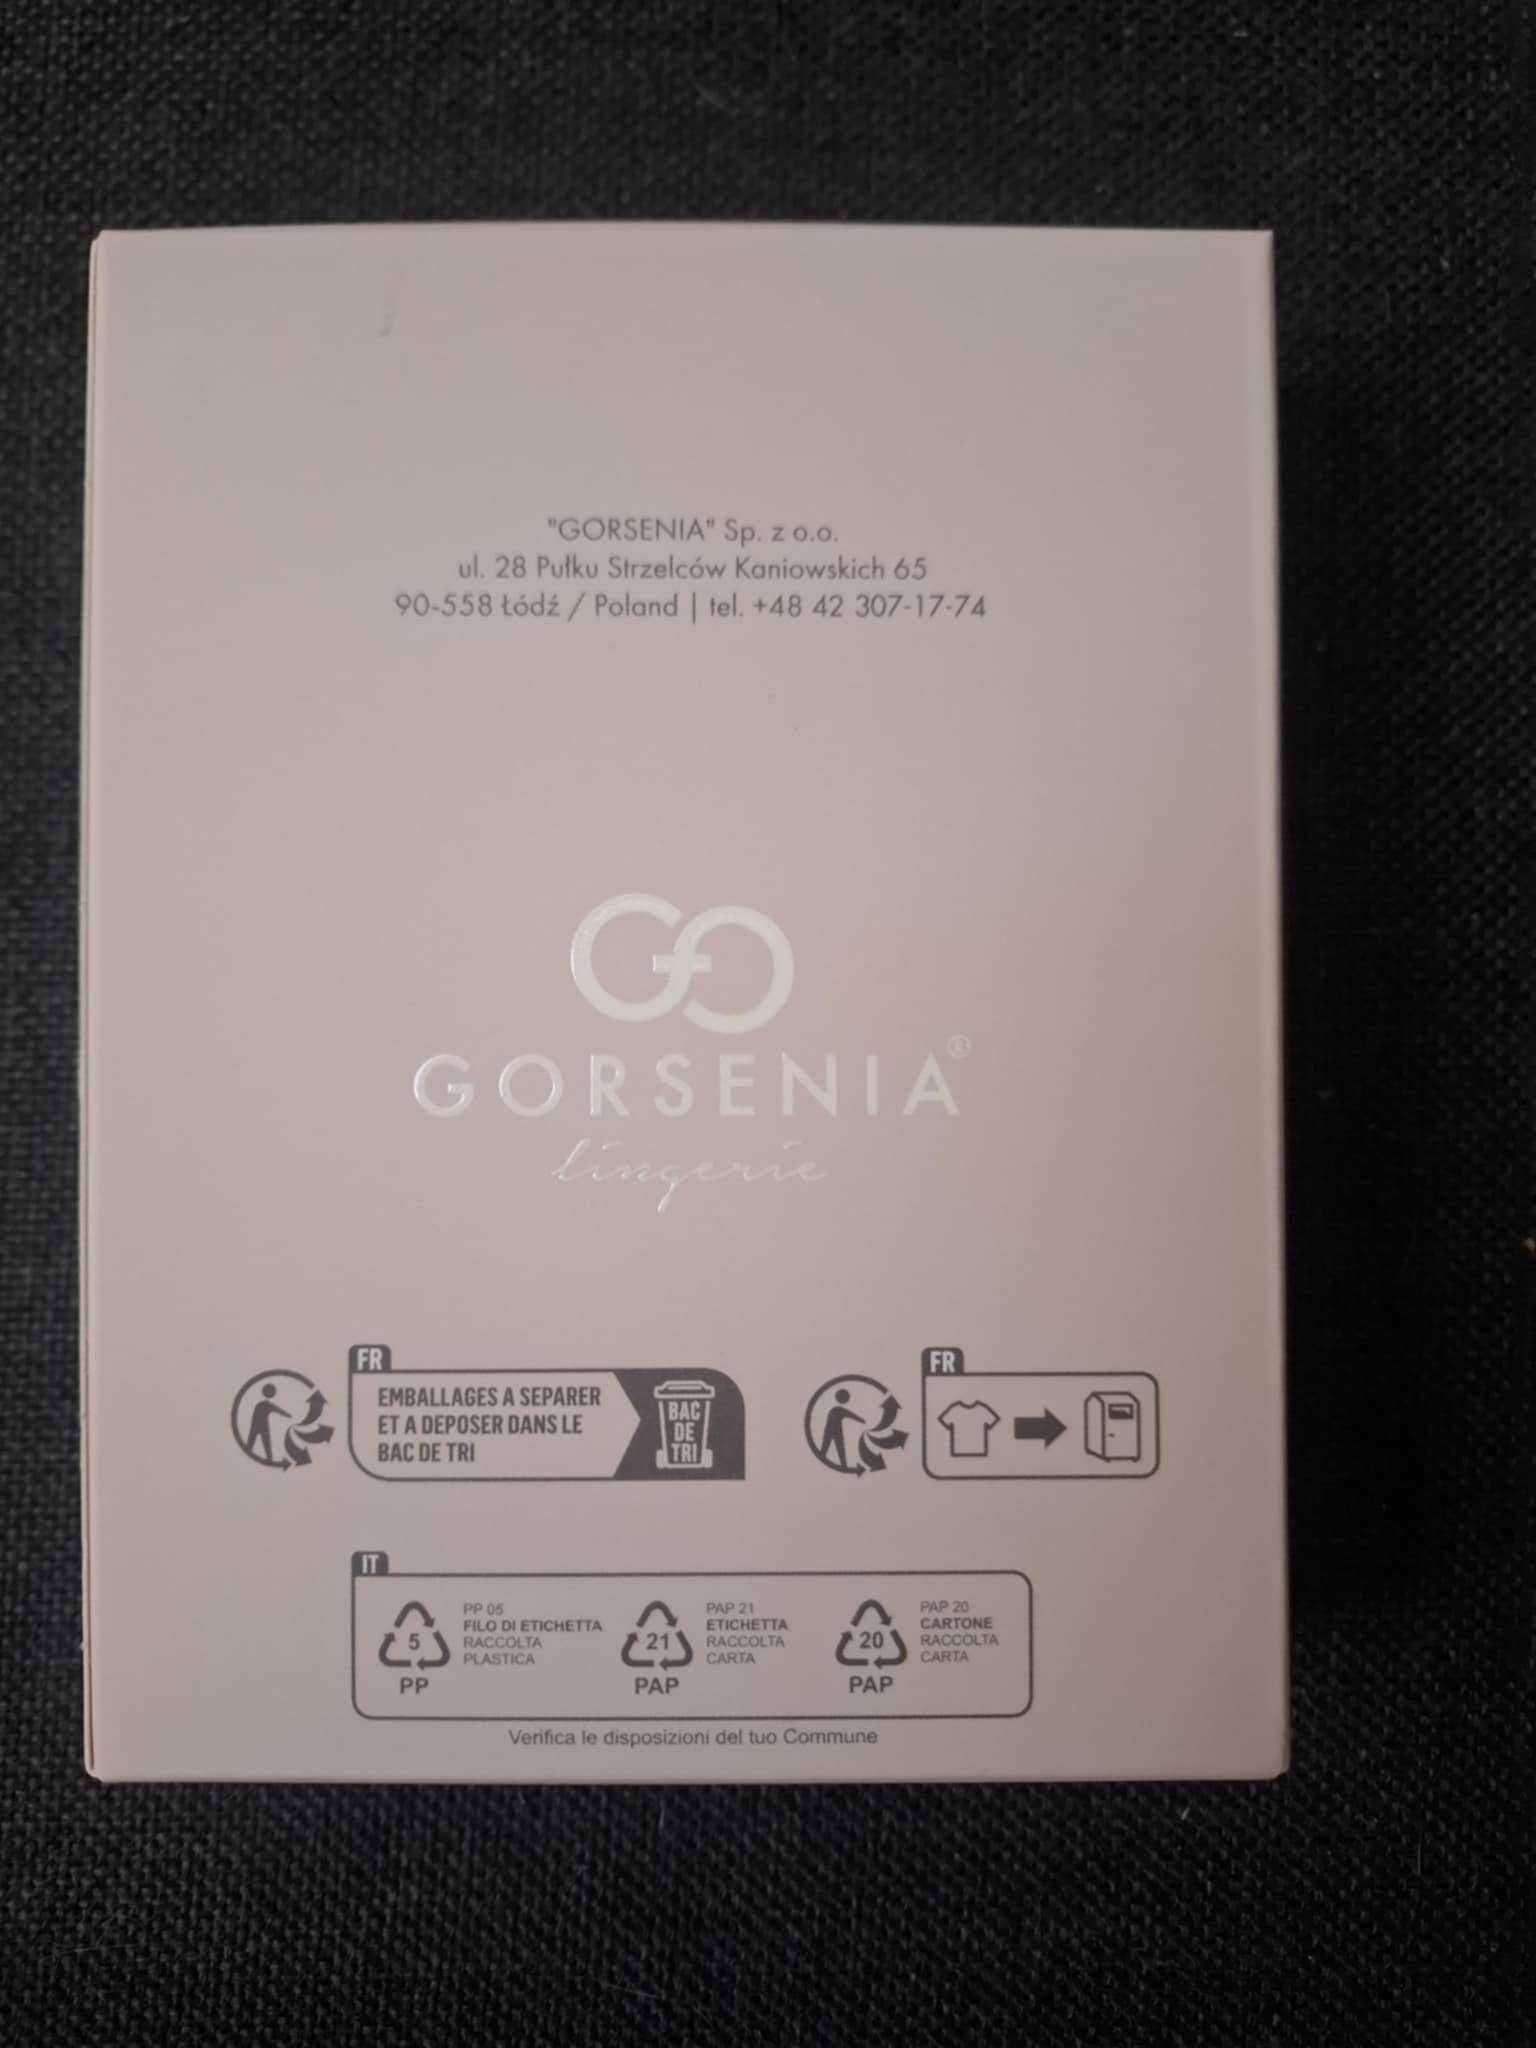 "GORSENIA" Sp. z o.o.
ul. 28 Pułku Strzelców Kaniowskich 65
90-558 Łódź / Poland | tel. +48 42 307-17-74
GORSENIA®
lingerie
FR
EMBALLAGES A SEPARER
ET A DEPOSER DANS LE
BAC DE TRI
BAC
DE
TRI
FR
IT
5
PP
PP 05
FILO DI ETICHETTA
RACCOLTA
PLASTICA
21
PAP
PAP 21
ETICHETTA
RACCOLTA
CARTA
20
PAP
PAP 20
CARTONE
RACCOLTA
CARTA
Verifica le disposizioni del tuo Commune